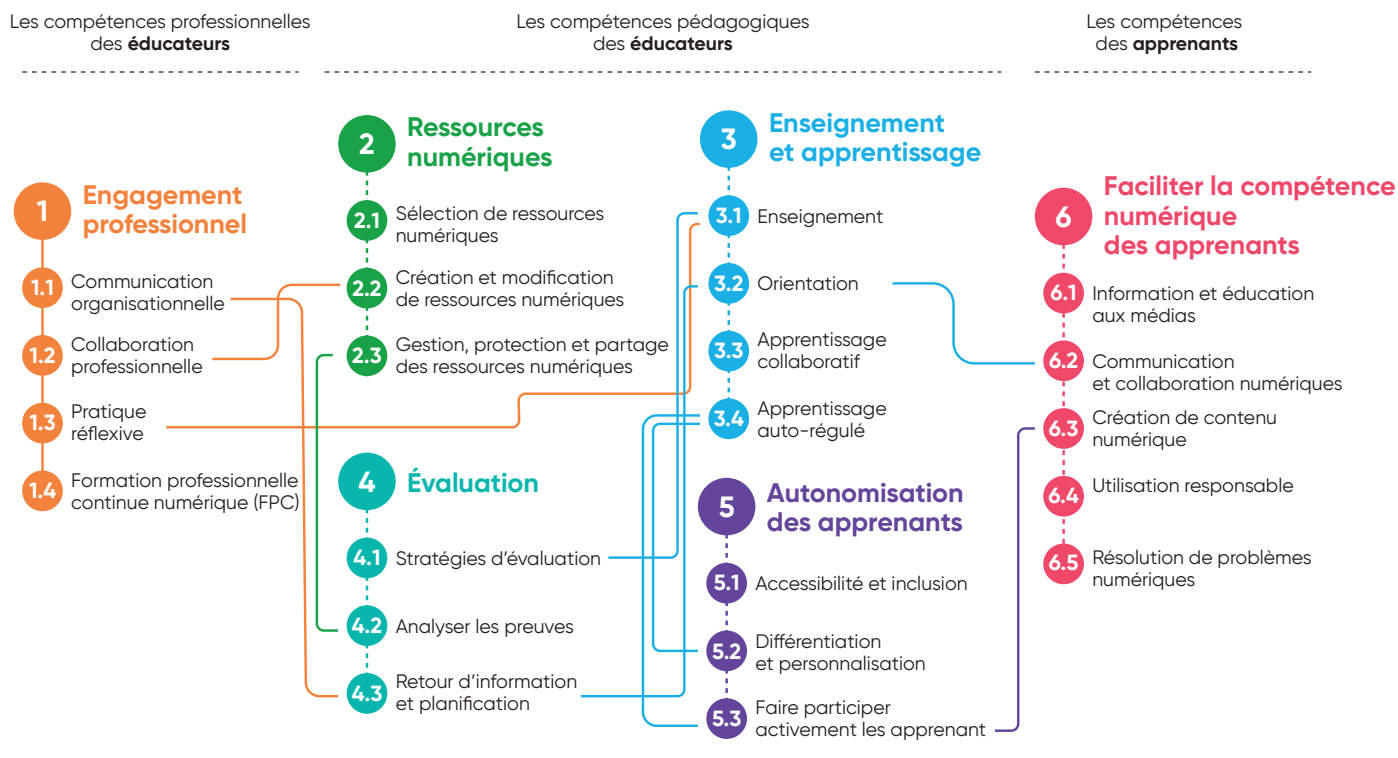 Les compétences professionnelles
des éducateurs
Les compétences pédagogiques
des éducateurs
Les compétences
des apprenants
1
Engagement
professionnel
1.1
Communication
organisationnelle
1.2
Collaboration
professionnelle
1.3
Pratique
réflexive
1.4
Formation professionnelle
continue numérique (FPC)
2
Ressources
numériques
2.1
Sélection de ressources
numériques
2.2
Création et modification
de ressources numériques
2.3
Gestion, protection et partage
des ressources numériques
4
Évaluation
4.1
Stratégies d'évaluation
4.2
Analyser les preuves
4.3
Retour d'information
et planification
3
Enseignement
et apprentissage
3.1
Enseignement
3.2
Orientation
3.3
Apprentissage
collaboratif
3.4
Apprentissage
auto-régulé
5
Autonomisation
des apprenants
5.1
Accessibilité et inclusion
5.2
Différentiation
et personnalisation
5.3
Faire participer
activement les apprenant
6
Faciliter la compétence
numérique
des apprenants
6.1
Information et éducation
aux médias
6.2
Communication
et collaboration numériques
6.3
Création de contenu
numérique
6.4
Utilisation responsable
6.5
Résolution de problèmes
numériques